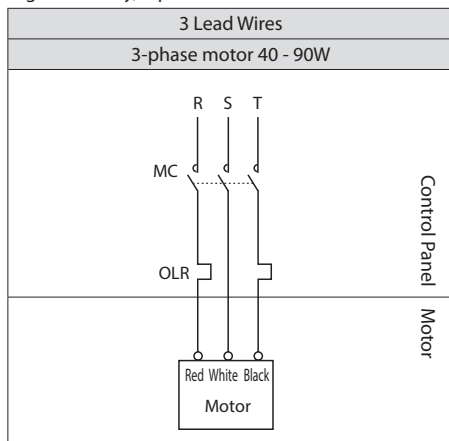 3 Lead Wires
3-phase motor 40 - 90W
R S T
MC
Control Panel
OLR
Motor
Red White Black
Motor